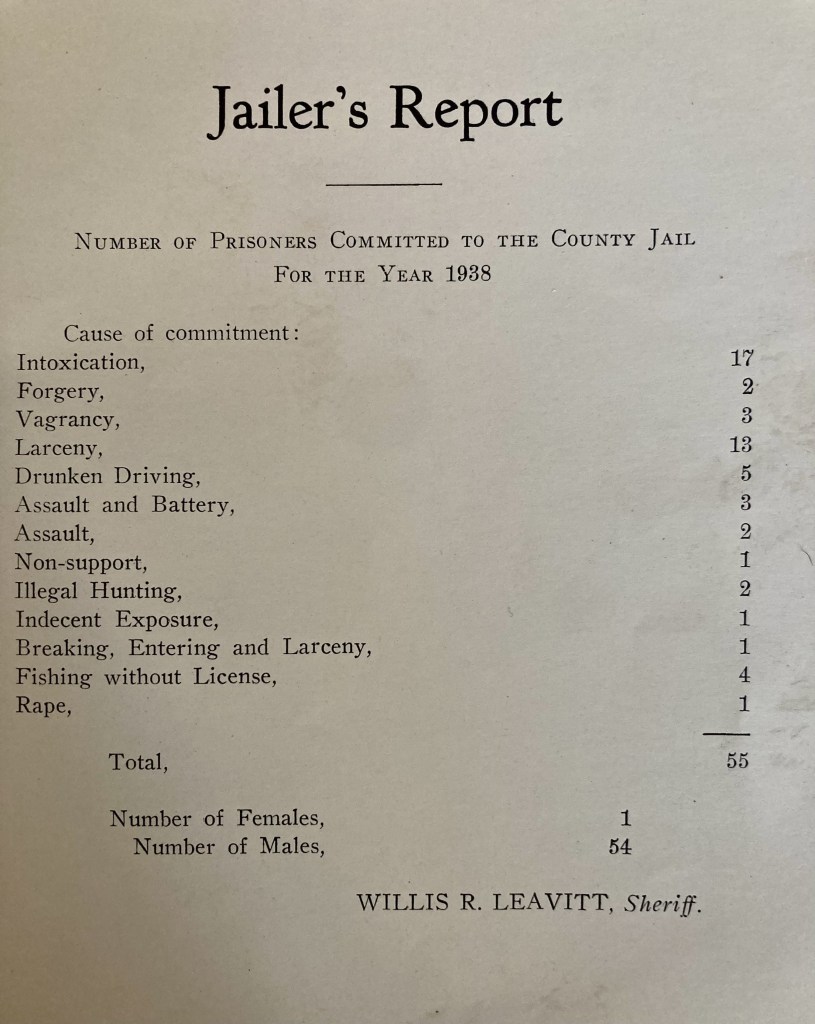 Jailer's Report
Number of Prisoners Committed to the County Jail
For the Year 1938
Cause of commitment:
Intoxication, 17
Forgery, 2
Vagrancy, 3
Larceny, 13
Drunken Driving, 5
Assault and Battery, 3
Assault, 2
Non-support, 1
Illegal Hunting, 2
Indecent Exposure, 1
Breaking, Entering and Larceny, 1
Fishing without License, 4
Rape, 1
Total, 55
Number of Females, 1
Number of Males, 54
WILLIS R. LEAVITT, Sheriff.